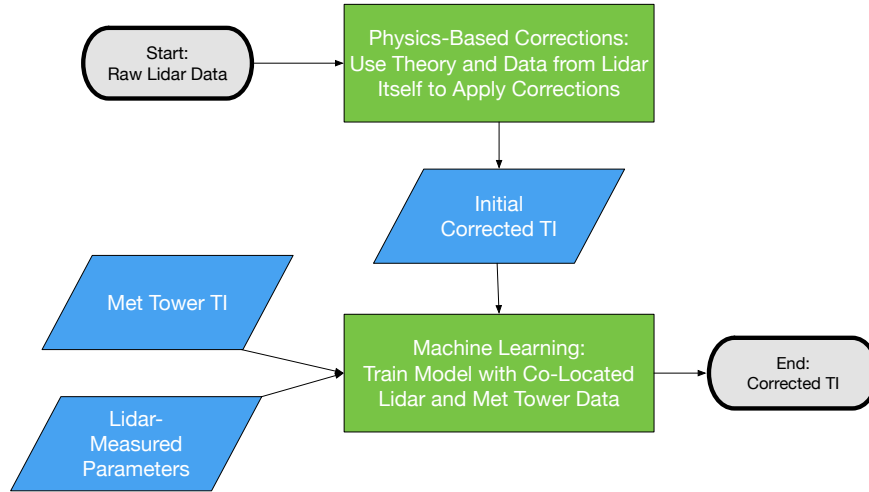 Start:
Raw Lidar Data
Physics-Based Corrections:
Use Theory and Data from Lidar
Itself to Apply Corrections
Initial
Corrected TI
Met Tower TI
Machine Learning:
Train Model with Co-Located
Lidar and Met Tower Data
End:
Corrected TI
Lidar-
Measured
Parameters